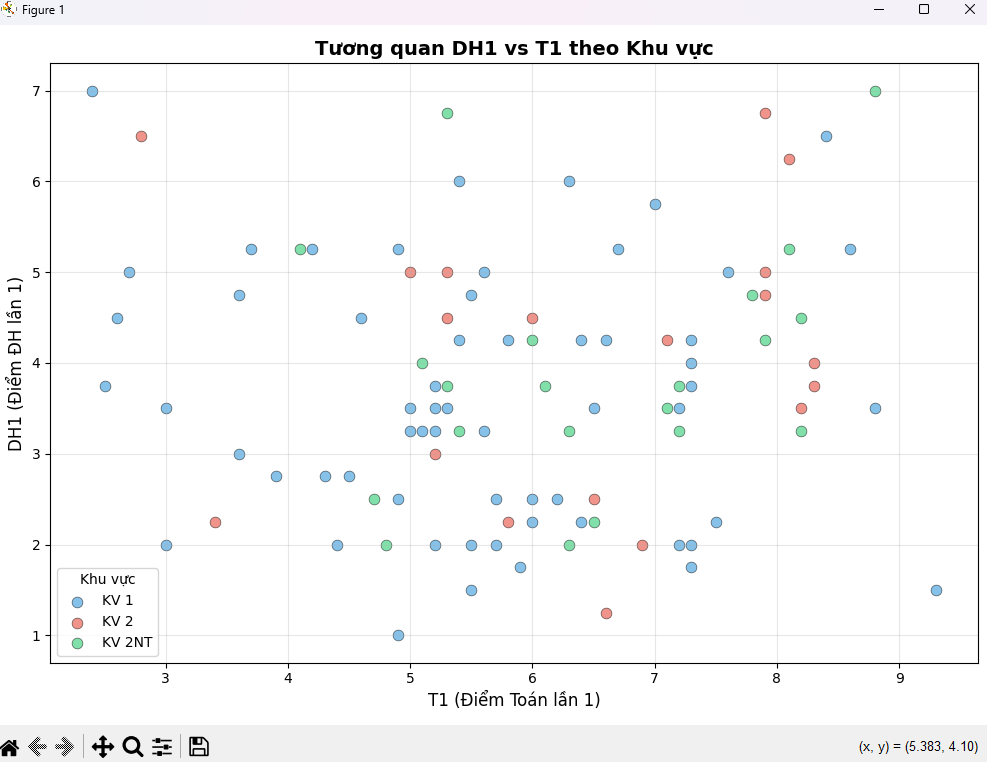 Figure 1
Tương quan DH1 vs T1 theo Khu vực
DH1 (Điểm ĐH lần 1)
7
6
5
4
3
2
1
Khu vực
KV 1
KV 2
KV 2NT
3 4 5 6 7 8 9
T1 (Điểm Toán lần 1)
(x, y) = (5.383, 4.10)